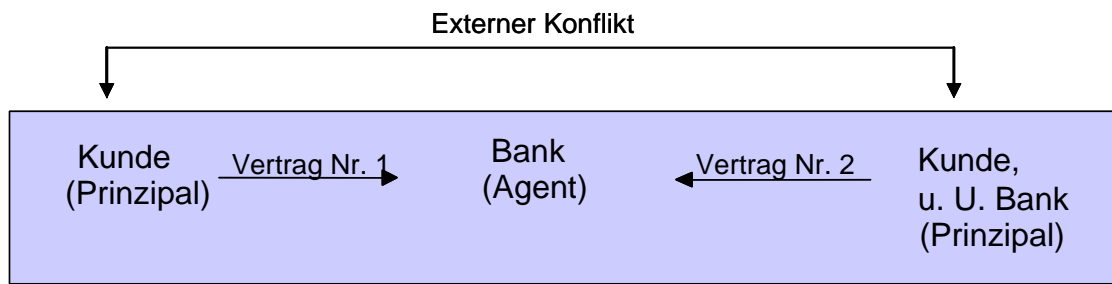 Externer Konflikt
Kunde
(Prinzipal)
Vertrag Nr. 1
Bank
(Agent)
Vertrag Nr. 2
Kunde,
u. U. Bank
(Prinzipal)